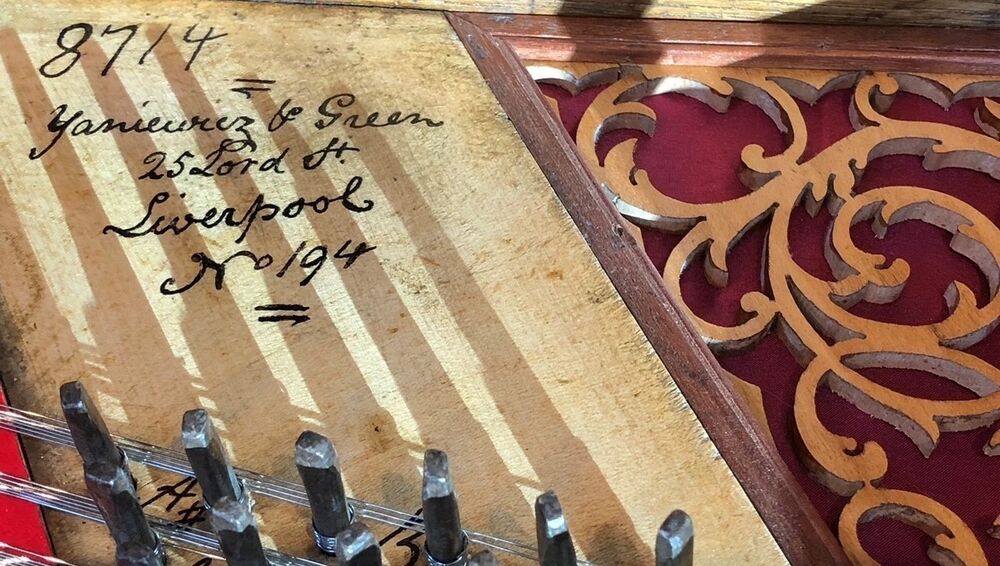 8714
Yaniewicz & Green
25 Lord St.
Liverpool
No 194
A#